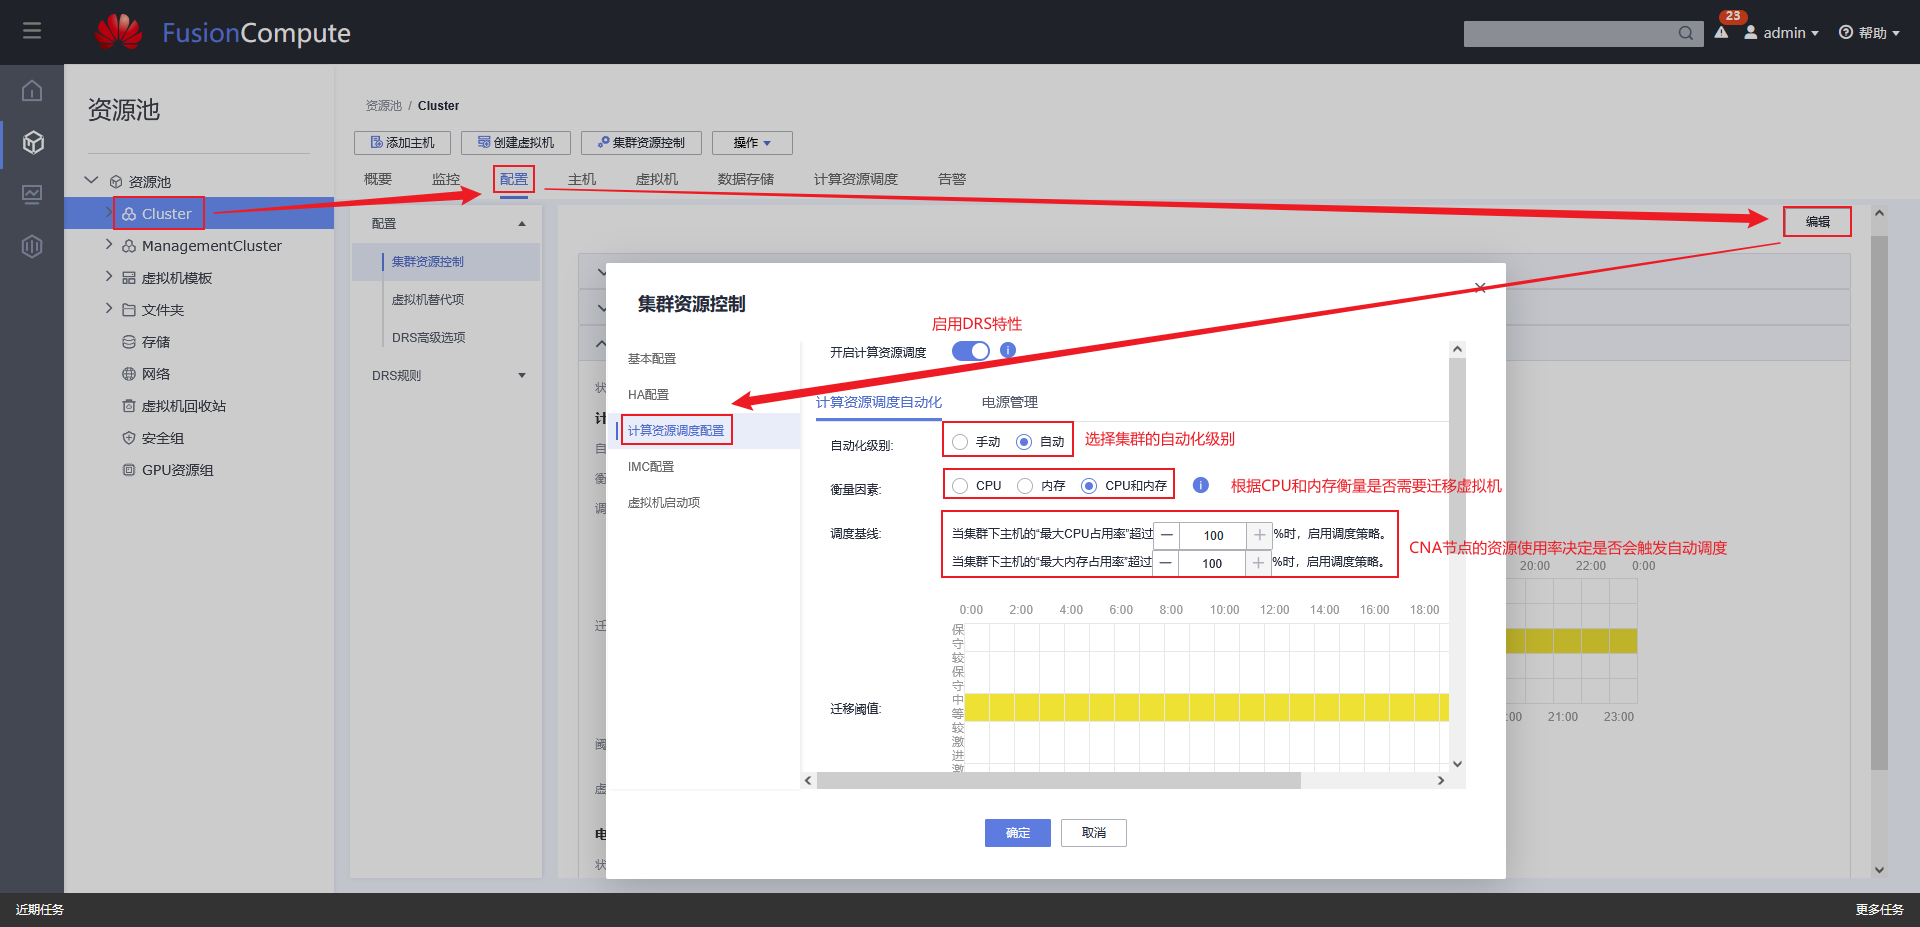 FusionCompute
23
admin
帮助
资源池
资源池
Cluster
ManagementCluster
虚拟机模板
文件夹
存储
网络
虚拟机回收站
安全组
GPU资源组
资源池 / Cluster
添加主机
创建虚拟机
集群资源控制
操作
概要
监控
配置
主机
虚拟机
数据存储
计算资源调度
告警
编辑
配置
集群资源控制
虚拟机替代项
DRS高级选项
DRS规则
状
计
自
衡
调
迁
阈
虚
电
状
集群资源控制
基本配置
HA配置
计算资源调度配置
IMC配置
虚拟机启动项
启用DRS特性
开启计算资源调度
计算资源调度自动化
电源管理
自动化级别:
手动
自动
选择集群的自动化级别
衡量因素:
CPU
内存
CPU和内存
根据CPU和内存衡量是否需要迁移虚拟机
调度基线:
当集群下主机的“最大CPU占用率”超过 — 100 + %时，启用调度策略。
当集群下主机的“最大内存占用率”超过 — 100 + %时，启用调度策略。
CNA节点的资源使用率决定是否会触发自动调度
20:00 22:00 0:00
0:00 2:00 4:00 6:00 8:00 10:00 12:00 14:00 16:00 18:00
保守
较保守
中等
较激进
激
迁移阈值:
:00 21:00 23:00
确定
取消
近期任务
更多任务